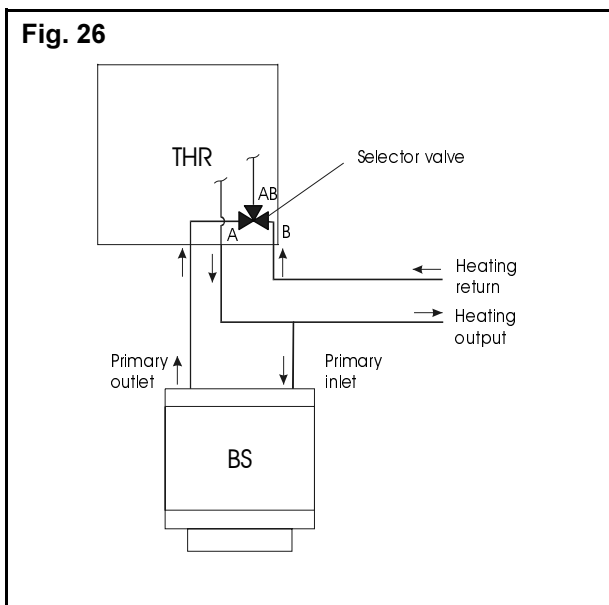 Fig. 26
THR
Selector valve
AB
A
B
Heating
return
Heating
output
Primary
outlet
Primary
inlet
BS